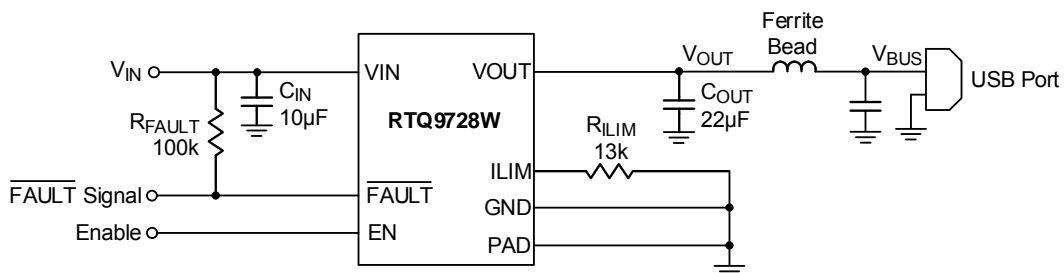 Ferrite
Bead
V_IN
VIN
VOUT
V_OUT
V_BUS
USB Port
C_IN
10µF
C_OUT
22µF
R_FAULT
100k
RTQ9728W
R_ILIM
13k
ILIM
FAULT Signal
FAULT
GND
Enable
EN
PAD